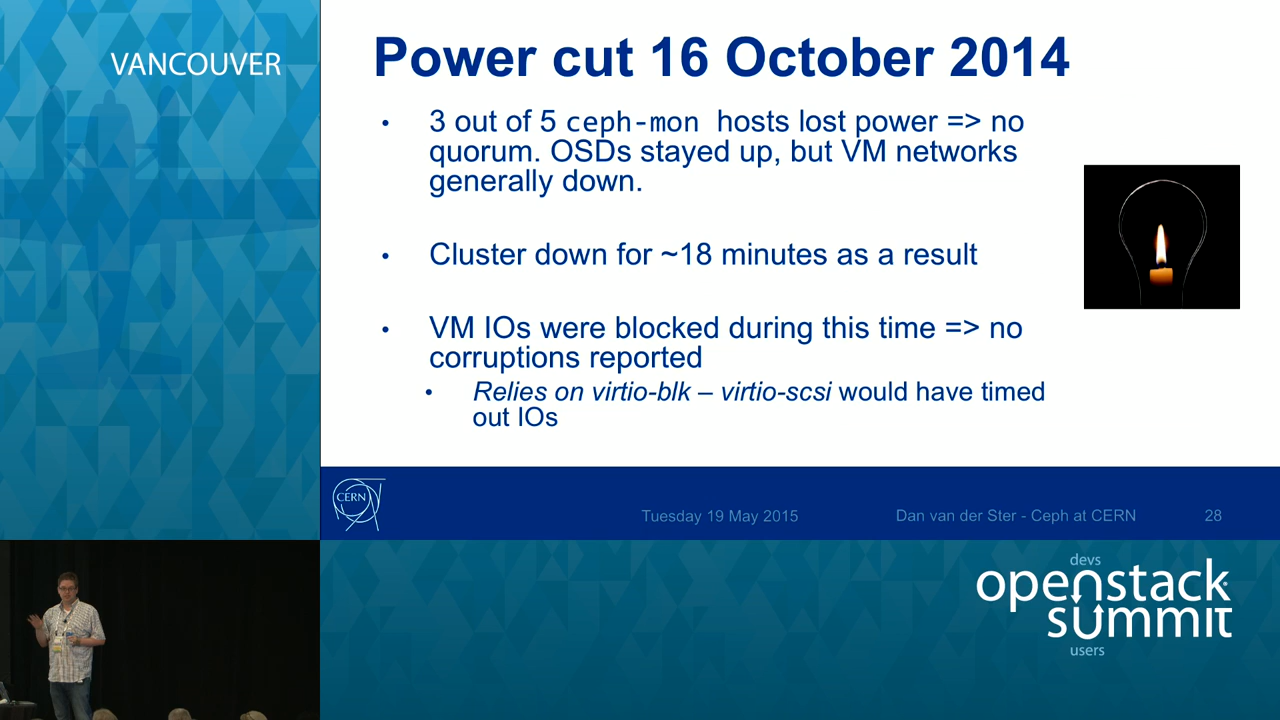 VANCOUVER
Power cut 16 October 2014
• 3 out of 5 ceph-mon hosts lost power => no
quorum. OSDs stayed up, but VM networks
generally down.
• Cluster down for ~18 minutes as a result
• VM IOs were blocked during this time => no
corruptions reported
• Relies on virtio-blk – virtio-scsi would have timed
out IOs
CERN
Tuesday 19 May 2015
Dan van der Ster - Ceph at CERN
28
devs
openstack
summit
users